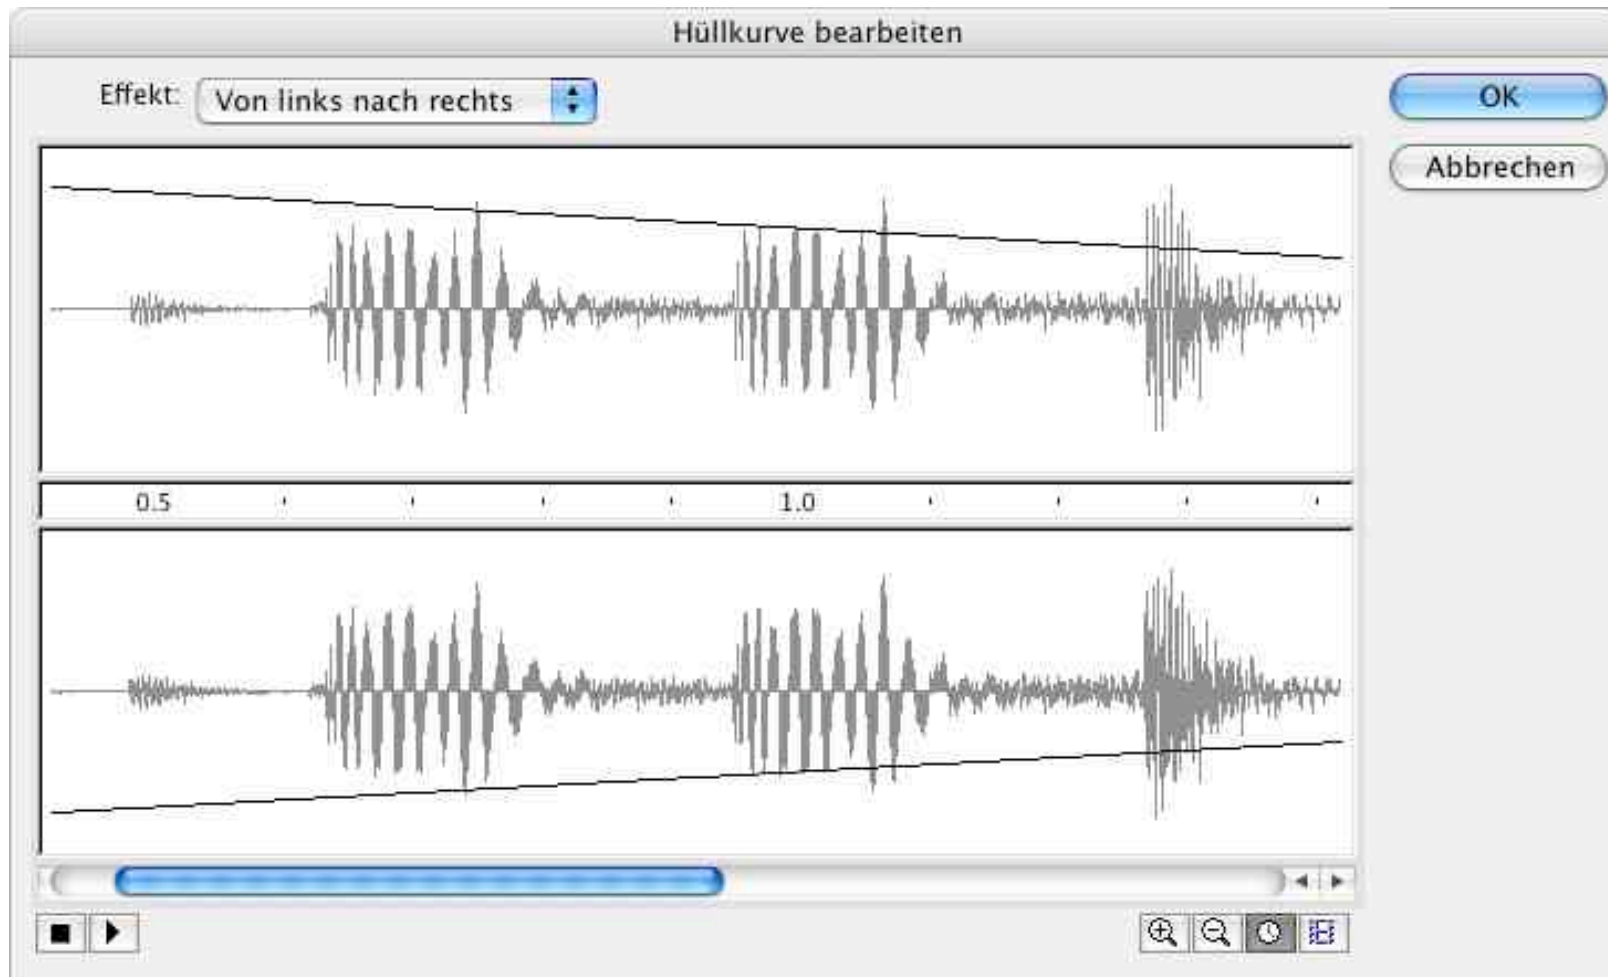 Hüllkurve bearbeiten
Effekt: Von links nach rechts
OK
Abbrechen
0.5 1.0